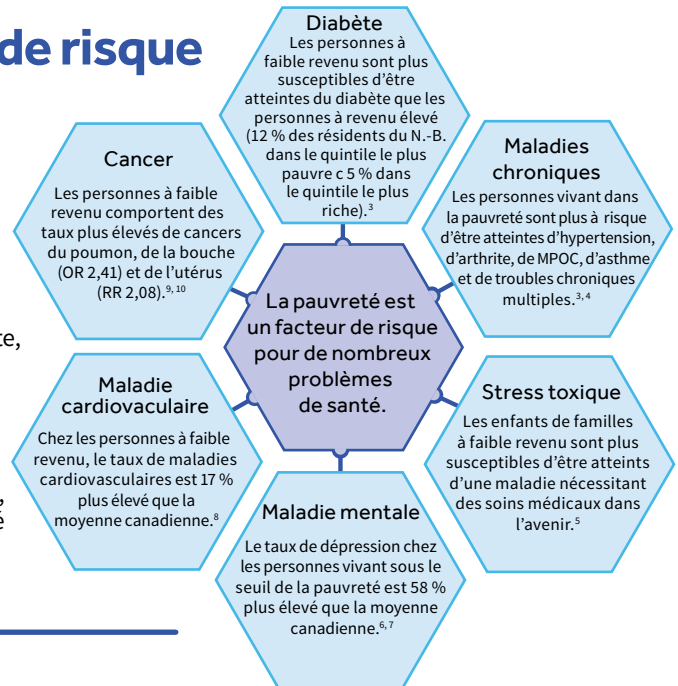 de risque
Diabète
Les personnes à
faible revenu sont plus
susceptibles d'être
atteintes du diabète que les
personnes à revenu élevé
(12 % des résidents du N.-B.
dans le quintile le plus
pauvre c 5 % dans
le quintile le plus
riche).³
Cancer
Les personnes à faible
revenu comportent des
taux plus élevés de cancers
du poumon, de la bouche
(OR 2,41) et de l'utérus
(RR 2,08).⁹, ¹⁰
Maladies
chroniques
Les personnes vivant dans
la pauvreté sont plus à risque
d'être atteintes d'hypertension,
d'arthrite, de MPOC, d'asthme
et de troubles chroniques
multiples.³, ⁴
La pauvreté est
un facteur de risque
pour de nombreux
problèmes
de santé.
Maladie
cardiovaculaire
Chez les personnes à faible
revenu, le taux de maladies
cardiovasculaires est 17 %
plus élevé que la
moyenne canadienne.⁸
Stress toxique
Les enfants de familles
à faible revenu sont plus
susceptibles d'être atteints
d'une maladie nécessitant
des soins médicaux dans
l'avenir.⁵
Maladie mentale
Le taux de dépression chez
les personnes vivant sous le
seuil de la pauvreté est 58 %
plus élevé que la moyenne
canadienne.⁶, ⁷